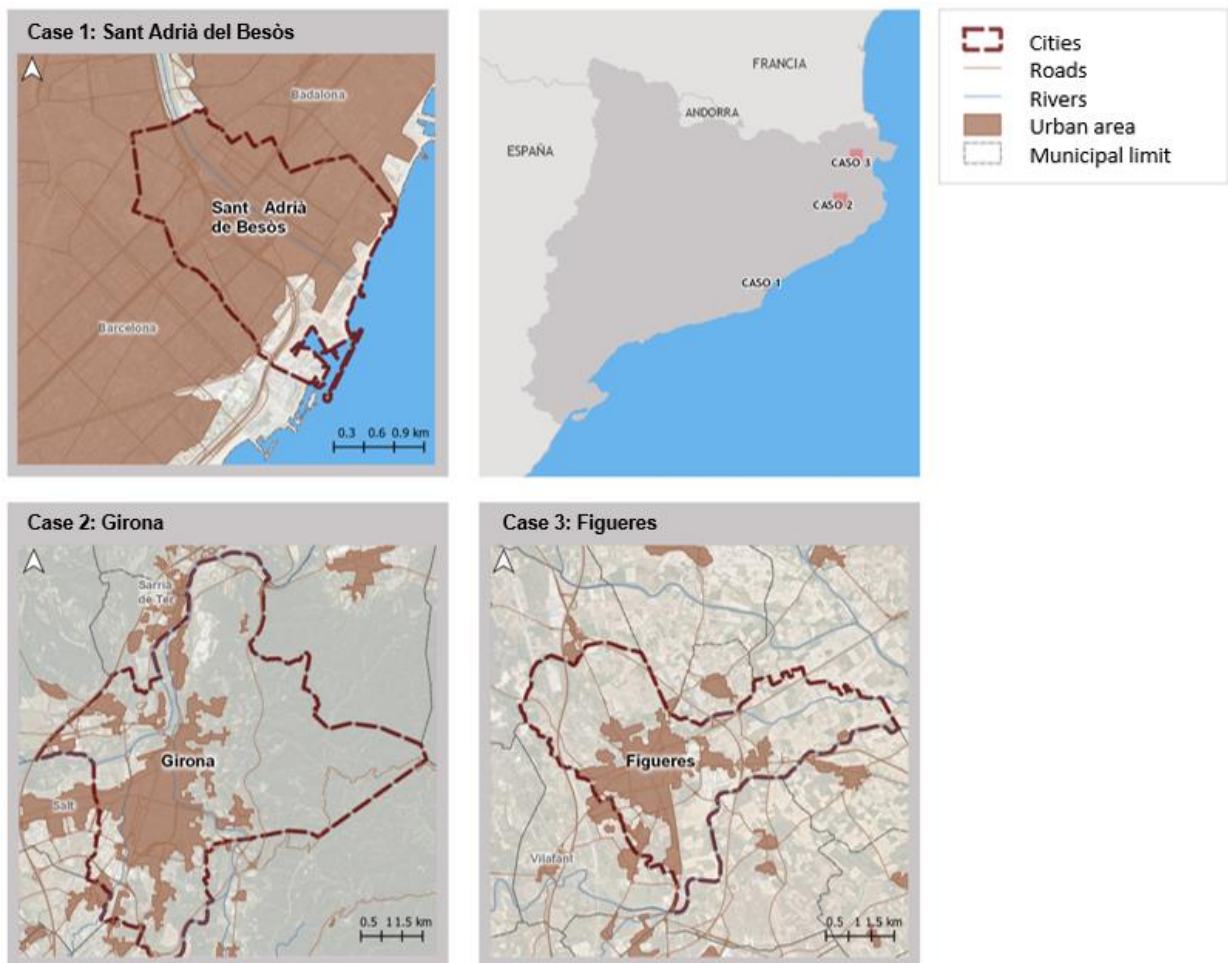 Case 1: Sant Adrià del Besòs
Badalona
Sant Adrià
de Besòs
Barcelona
0.3 0.6 0.9 km
FRANCIA
ANDORRA
ESPAÑA
CASO 3
CASO 2
CASO 1
Cities
Roads
Rivers
Urban area
Municipal limit
Case 2: Girona
Sarrià
de Ter
Girona
Salt
0.5 1 1.5 km
Case 3: Figueres
Figueres
Vilafant
0.5 1 1.5 km